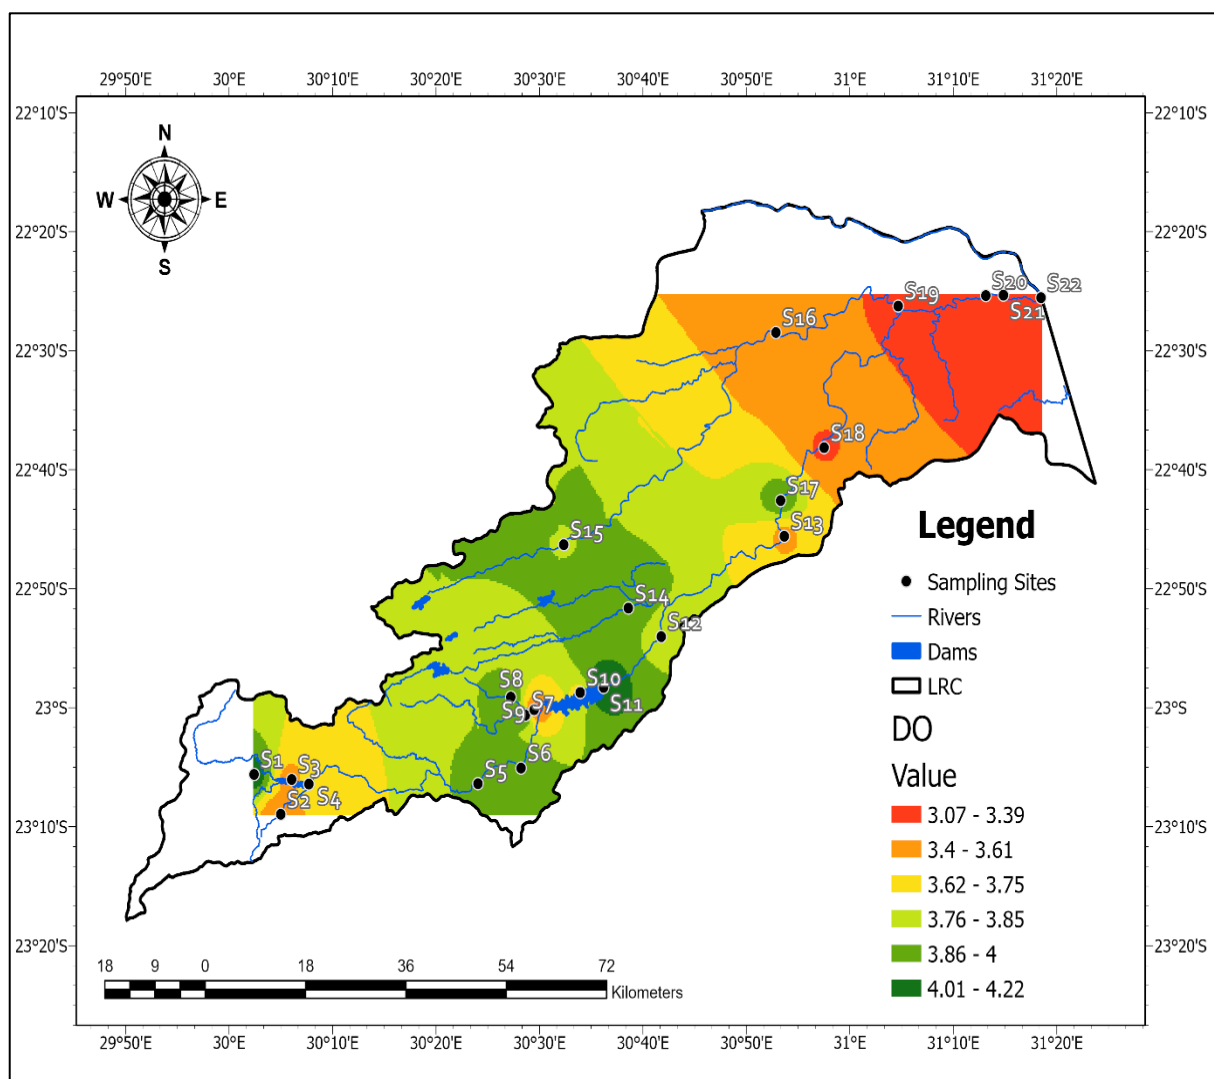 29°50'E 30°0'E 30°10'E 30°20'E 30°30'E 30°40'E 30°50'E 31°E 31°10'E 31°20'E
22°10'S 22°10'S
N
W E
S
22°20'S 22°20'S
S20 S22
S19
S21
S16
22°30'S 22°30'S
S18
22°40'S 22°40'S
S17
S13
Legend
S15
Sampling Sites
22°50'S 22°50'S
S14
Rivers
S12
Dams
S8 S10
LRC
S7
S11
S9
23°S 23°S
DO
S6
S1 S3
S5
Value
S2 S4
3.07 - 3.39
23°10'S 23°10'S
3.4 - 3.61
3.62 - 3.75
3.76 - 3.85
23°20'S 23°20'S
3.86 - 4
18 9 0 18 36 54 72
4.01 - 4.22
Kilometers
29°50'E 30°0'E 30°10'E 30°20'E 30°30'E 30°40'E 30°50'E 31°0'E 31°10'E 31°20'E